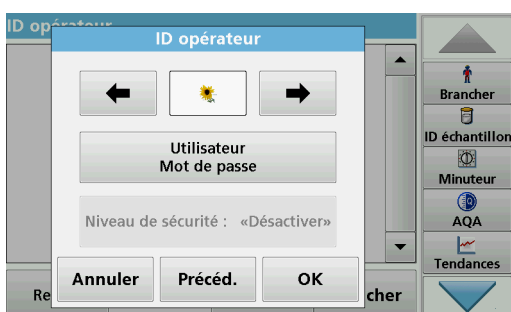 ID opérateur
ID opérateur
Utilisateur
Mot de passe
Niveau de sécurité : «Désactiver»
Annuler
Précéd.
OK
Re
cher
Brancher
ID échantillon
Minuteur
AQA
Tendances